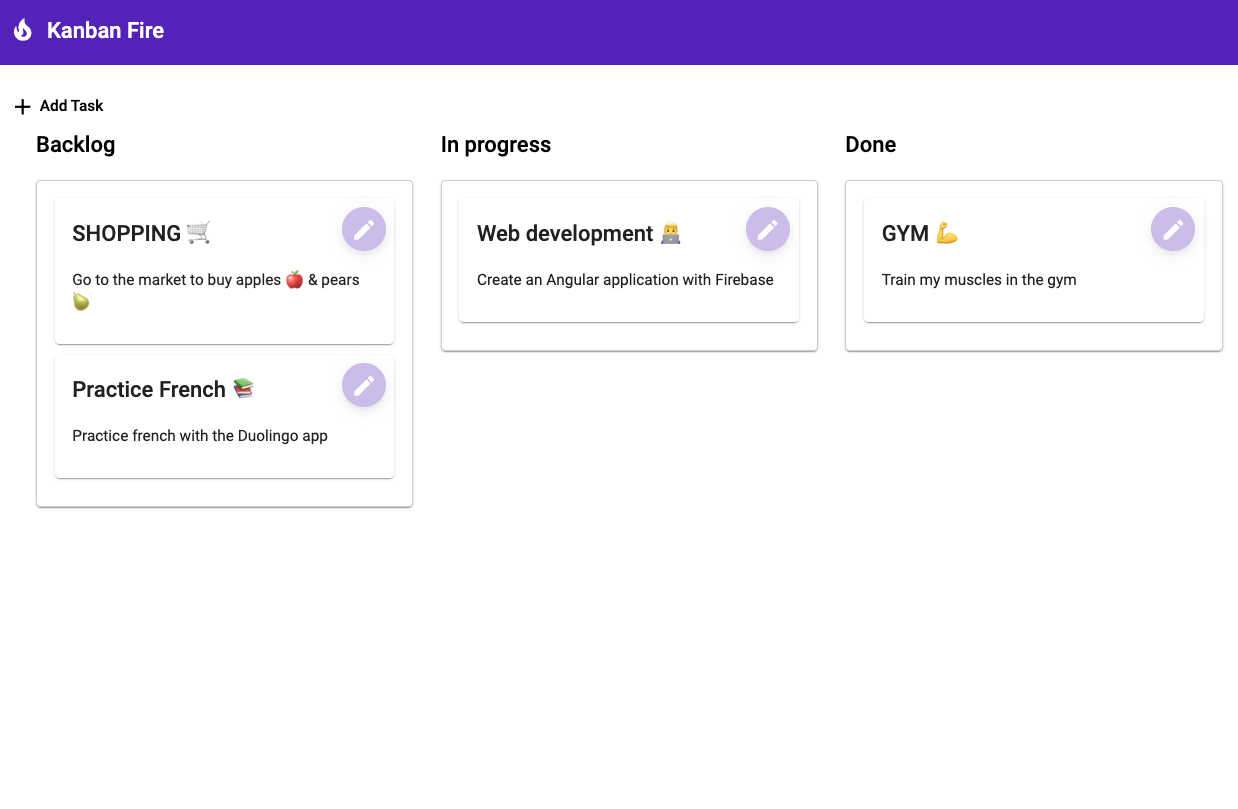 Kanban Fire
Add Task
Backlog
SHOPPING 🛒
Go to the market to buy apples 🍎 & pears
🍐
Practice French 📚
Practice french with the Duolingo app
In progress
Web development 👨‍💻
Create an Angular application with Firebase
Done
GYM 💪
Train my muscles in the gym